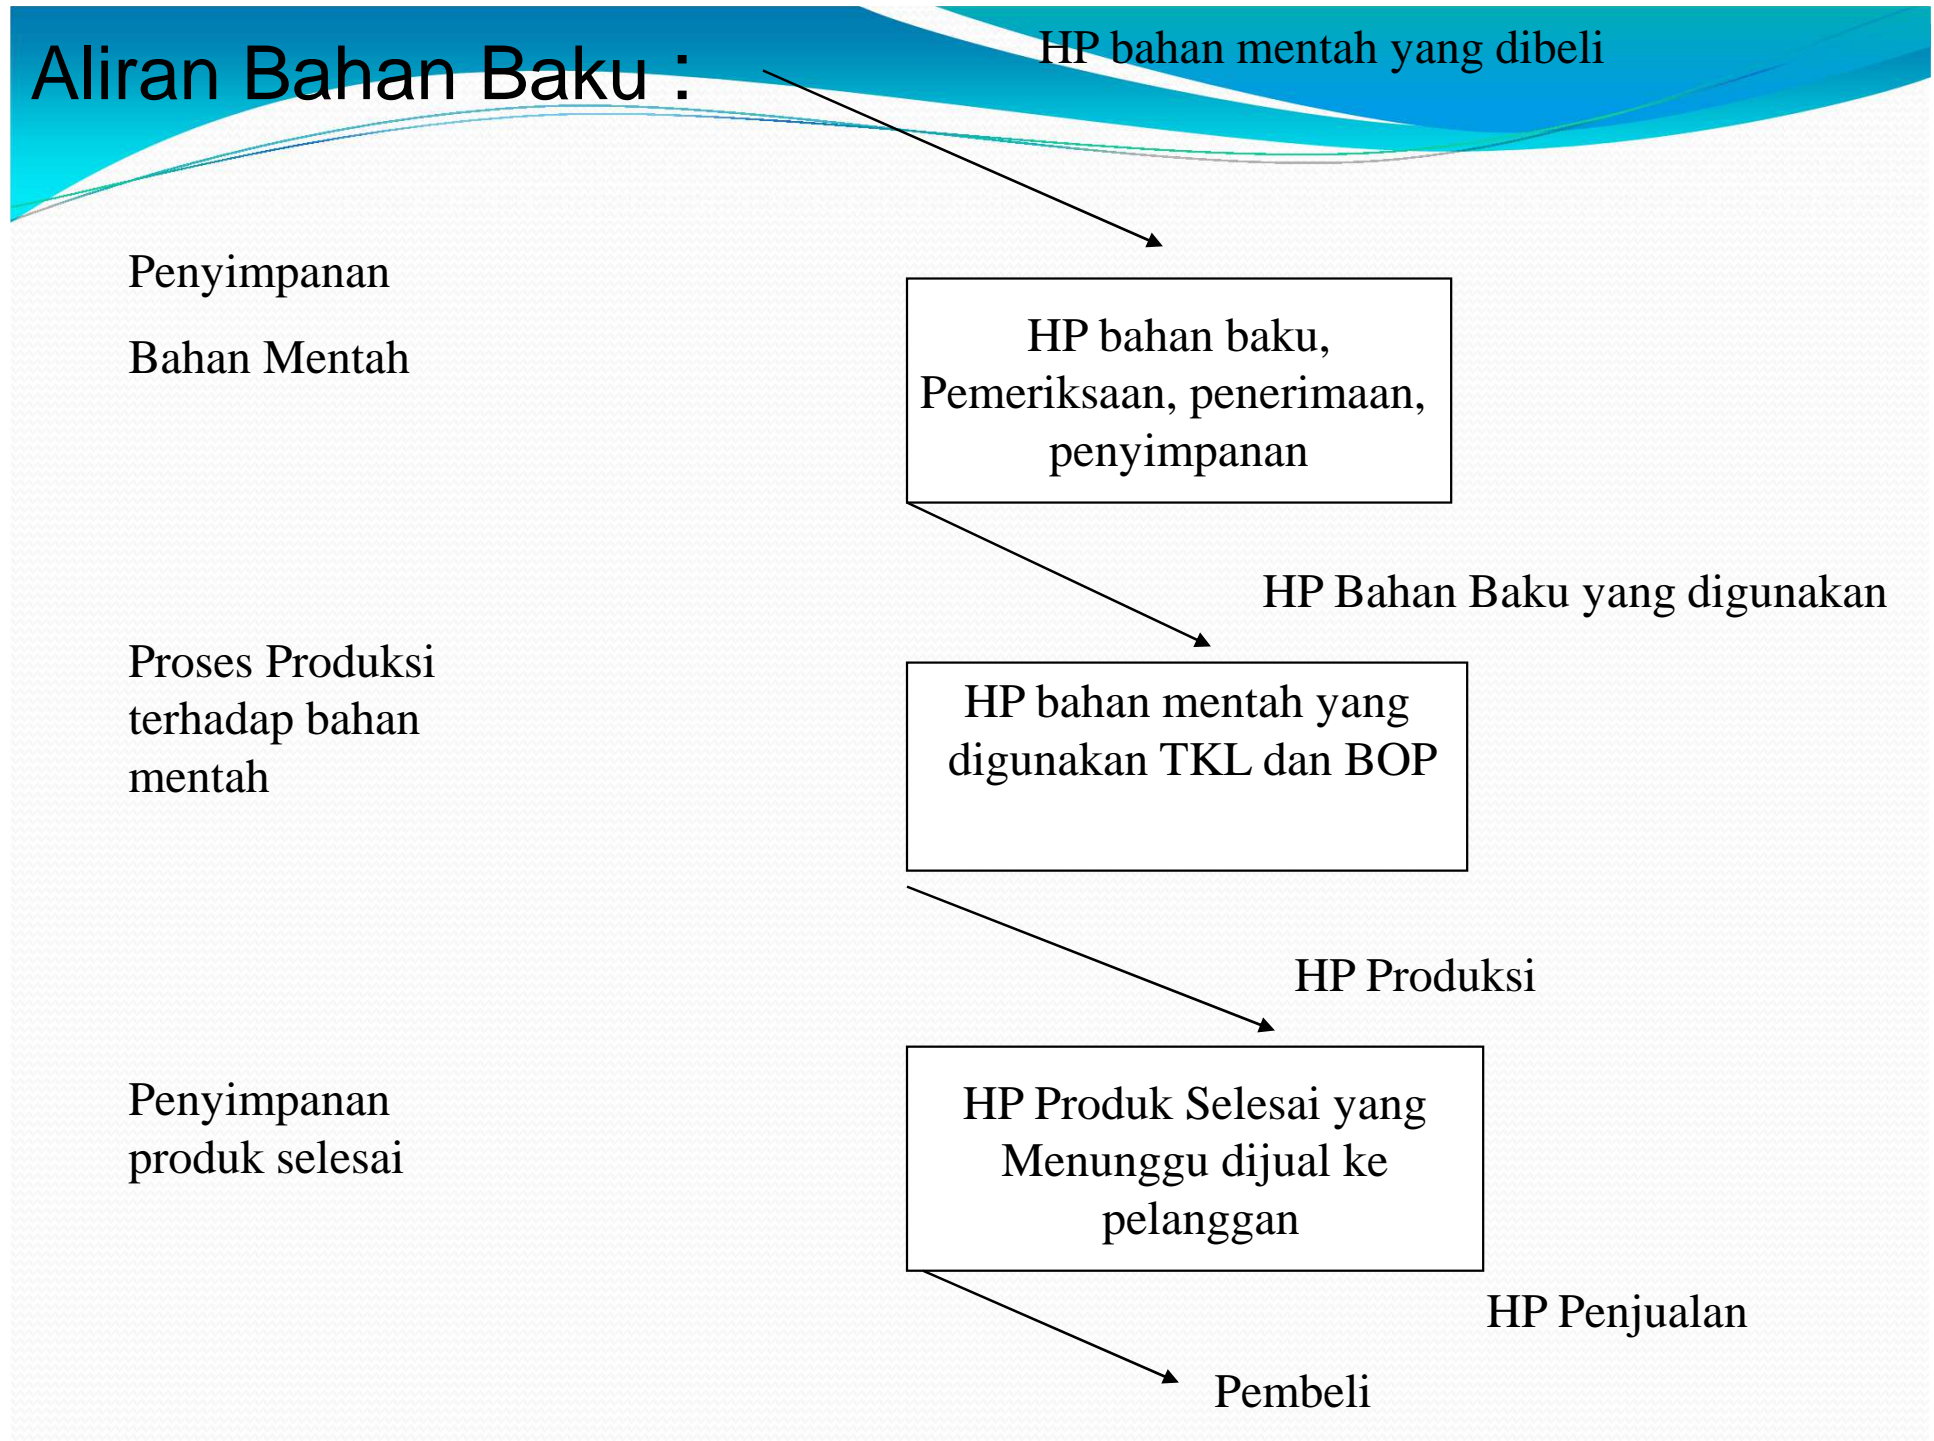 Aliran Bahan Baku :
HP bahan mentah yang dibeli
Penyimpanan
Bahan Mentah
HP bahan baku,
Pemeriksaan, penerimaan,
penyimpanan
HP Bahan Baku yang digunakan
Proses Produksi
terhadap bahan
mentah
HP bahan mentah yang
digunakan TKL dan BOP
HP Produksi
Penyimpanan
produk selesai
HP Produk Selesai yang
Menunggu dijual ke
pelanggan
HP Penjualan
Pembeli